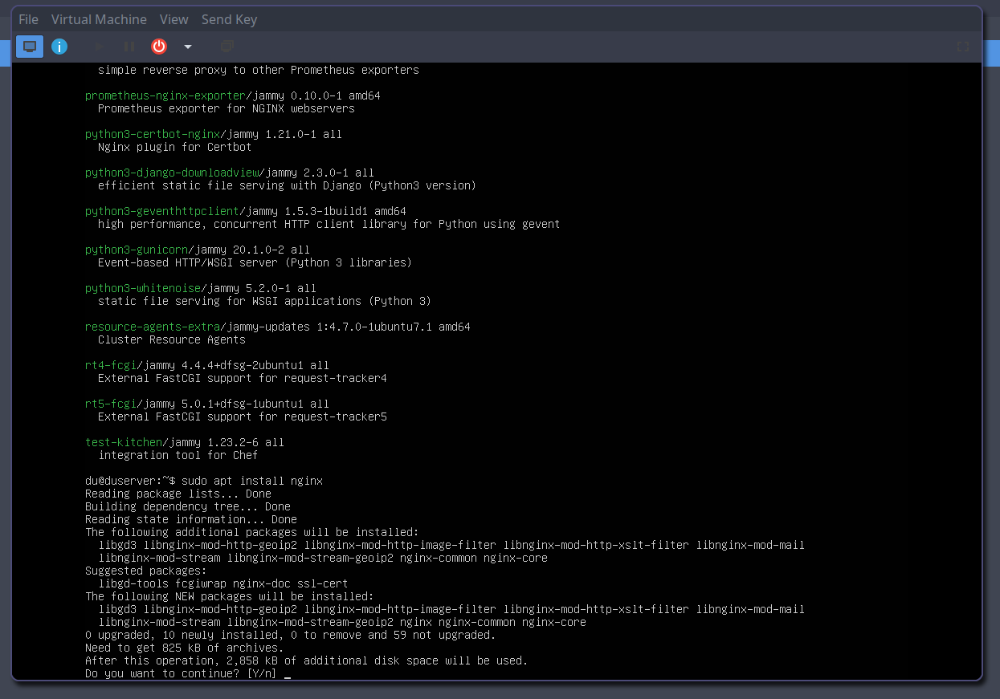 File Virtual Machine View Send Key
simple reverse proxy to other Prometheus exporters
prometheus-nginx-exporter/jammy 0.10.0-1 amd64
Prometheus exporter for NGINX webservers
python3-certbot-nginx/jammy 1.21.0-1 all
Nginx plugin for Certbot
python3-django-downloadview/jammy 2.3.0-1 all
efficient static file serving with Django (Python3 version)
python3-geventhttpclient/jammy 1.5.3-1build1 amd64
high performance, concurrent HTTP client library for Python using gevent
python3-gunicorn/jammy 20.1.0-2 all
Event-based HTTP/WSGI server (Python 3 libraries)
python3-whitenoise/jammy 5.2.0-1 all
static file serving for WSGI applications (Python 3)
resource-agents-extra/jammy-updates 1:4.7.0-1ubuntu7.1 amd64
Cluster Resource Agents
rt4-fcgi/jammy 4.4.4+dfsg-2ubuntu1 all
External FastCGI support for request-tracker4
rt5-fcgi/jammy 5.0.1+dfsg-1ubuntu1 all
External FastCGI support for request-tracker5
test-kitchen/jammy 1.23.2-6 all
integration tool for Chef
du@duserver:~$ sudo apt install nginx
Reading package lists... Done
Building dependency tree... Done
Reading state information... Done
The following additional packages will be installed:
libgd3 libnginx-mod-http-geoip2 libnginx-mod-http-image-filter libnginx-mod-http-xslt-filter libnginx-mod-mail
libnginx-mod-stream libnginx-mod-stream-geoip2 nginx-common nginx-core
Suggested packages:
libgd-tools fcgiwrap nginx-doc ssl-cert
The following NEW packages will be installed:
libgd3 libnginx-mod-http-geoip2 libnginx-mod-http-image-filter libnginx-mod-http-xslt-filter libnginx-mod-mail
libnginx-mod-stream libnginx-mod-stream-geoip2 nginx nginx-common nginx-core
0 upgraded, 10 newly installed, 0 to remove and 59 not upgraded.
Need to get 825 kB of archives.
After this operation, 2,858 kB of additional disk space will be used.
Do you want to continue? [Y/n] _